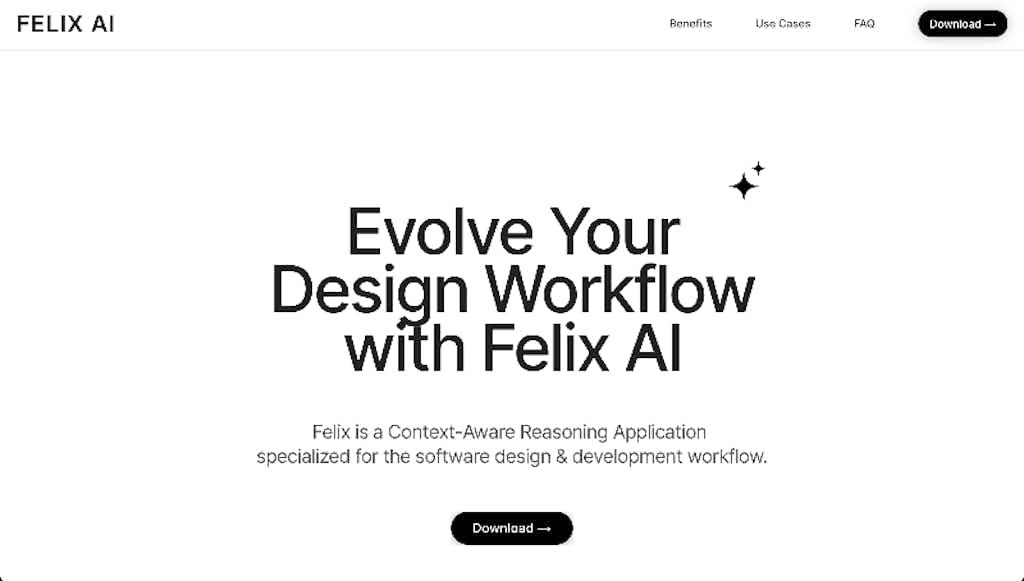 FELIX AI
Benefits
Use Cases
FAQ
Download →
Evolve Your
Design Workflow
with Felix AI
Felix is a Context-Aware Reasoning Application
specialized for the software design & development workflow.
Download →